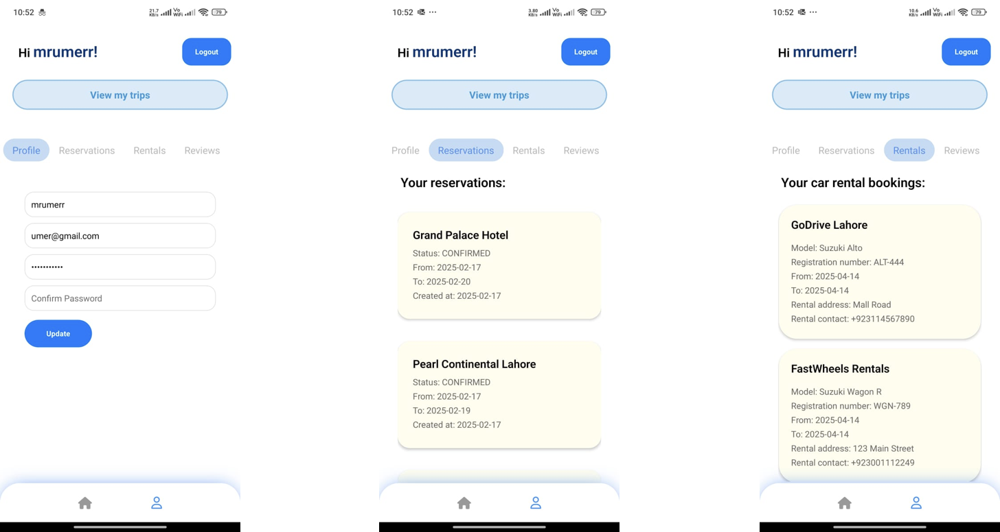 10:52
21.7 KB/s Vo WiFi 79
Hi mrumerr!
Logout
View my trips
Profile Reservations Rentals Reviews
mrumerr
umer@gmail.com
•••••••••••
Confirm Password
Update
10:52 ···
3.80 KB/s Vo WiFi 79
Hi mrumerr!
Logout
View my trips
Profile Reservations Rentals Reviews
Your reservations:
Grand Palace Hotel
Status: CONFIRMED
From: 2025-02-17
To: 2025-02-20
Created at: 2025-02-17
Pearl Continental Lahore
Status: CONFIRMED
From: 2025-02-17
To: 2025-02-19
Created at: 2025-02-17
10:52 ···
10.6 KB/s Vo WiFi 79
Hi mrumerr!
Logout
View my trips
Profile Reservations Rentals Reviews
Your car rental bookings:
GoDrive Lahore
Model: Suzuki Alto
Registration number: ALT-444
From: 2025-04-14
To: 2025-04-14
Rental address: Mall Road
Rental contact: +923114567890
FastWheels Rentals
Model: Suzuki Wagon R
Registration number: WGN-789
From: 2025-04-14
To: 2025-04-14
Rental address: 123 Main Street
Rental contact: +923001112249